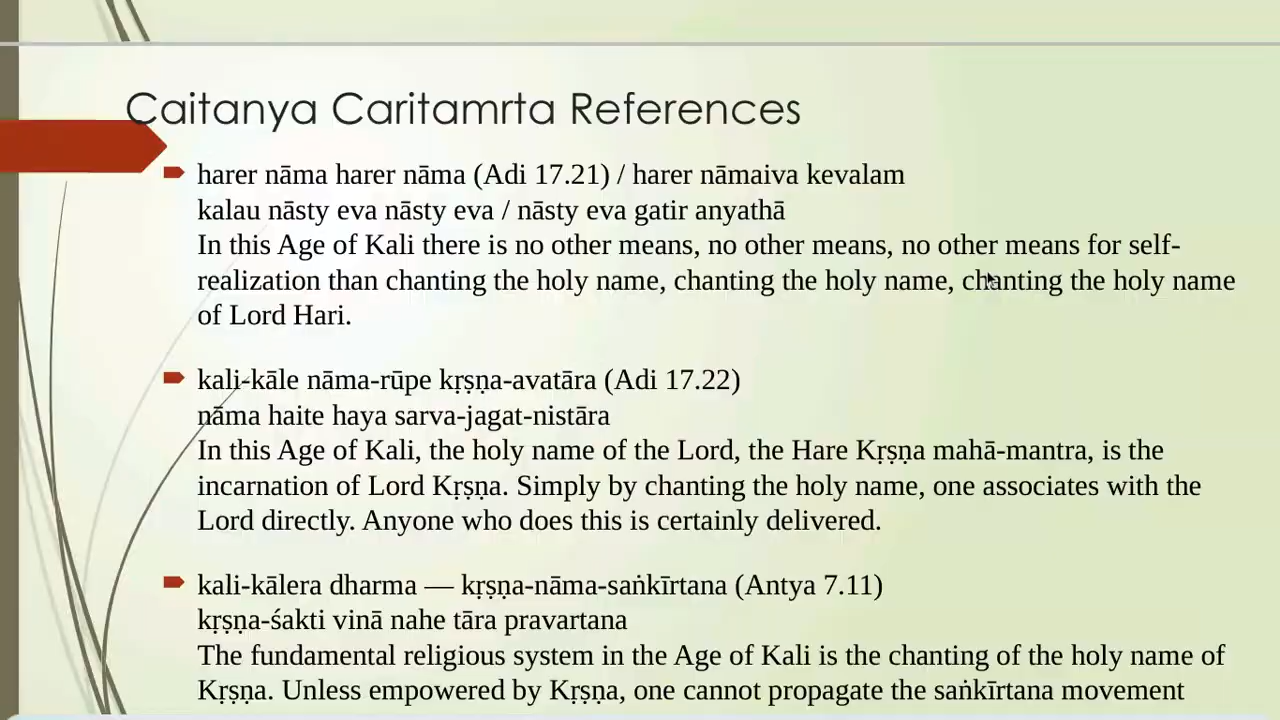 Caitanya Caritamrta References
harer nāma harer nāma (Adi 17.21) / harer nāmaiva kevalam
kalau nāsty eva nāsty eva / nāsty eva gatir anyathā
In this Age of Kali there is no other means, no other means, no other means for self-
realization than chanting the holy name, chanting the holy name, chanting the holy name
of Lord Hari.
kali-kāle nāma-rūpe kṛṣṇa-avatāra (Adi 17.22)
nāma haite haya sarva-jagat-nistāra
In this Age of Kali, the holy name of the Lord, the Hare Kṛṣṇa mahā-mantra, is the
incarnation of Lord Kṛṣṇa. Simply by chanting the holy name, one associates with the
Lord directly. Anyone who does this is certainly delivered.
kali-kālera dharma — kṛṣṇa-nāma-saṅkīrtana (Antya 7.11)
kṛṣṇa-śakti vinā nahe tāra pravartana
The fundamental religious system in the Age of Kali is the chanting of the holy name of
Kṛṣṇa. Unless empowered by Kṛṣṇa, one cannot propagate the saṅkīrtana movement